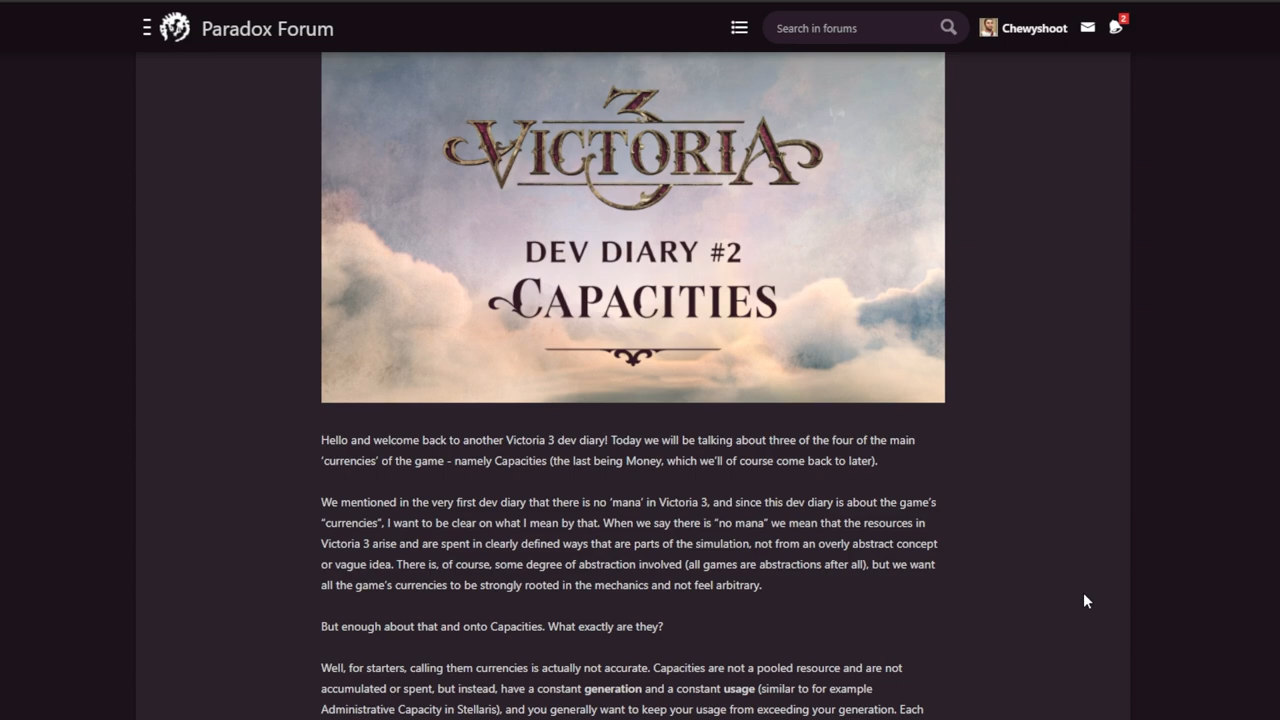 Paradox Forum
Search in forums
Chewyshoot
2
3
VICTORIA
DEV DIARY #2
CAPACITIES
Hello and welcome back to another Victoria 3 dev diary! Today we will be talking about three of the four of the main
‘currencies’ of the game - namely Capacities (the last being Money, which we’ll of course come back to later).
We mentioned in the very first dev diary that there is no ‘mana’ in Victoria 3, and since this dev diary is about the game’s
“currencies”, I want to be clear on what I mean by that. When we say there is “no mana” we mean that the resources in
Victoria 3 arise and are spent in clearly defined ways that are parts of the simulation, not from an overly abstract concept
or vague idea. There is, of course, some degree of abstraction involved (all games are abstractions after all), but we want
all the game’s currencies to be strongly rooted in the mechanics and not feel arbitrary.
But enough about that and onto Capacities. What exactly are they?
Well, for starters, calling them currencies is actually not accurate. Capacities are not a pooled resource and are not
accumulated or spent, but instead, have a constant generation and a constant usage (similar to for example
Administrative Capacity in Stellaris), and you generally want to keep your usage from exceeding your generation. Each